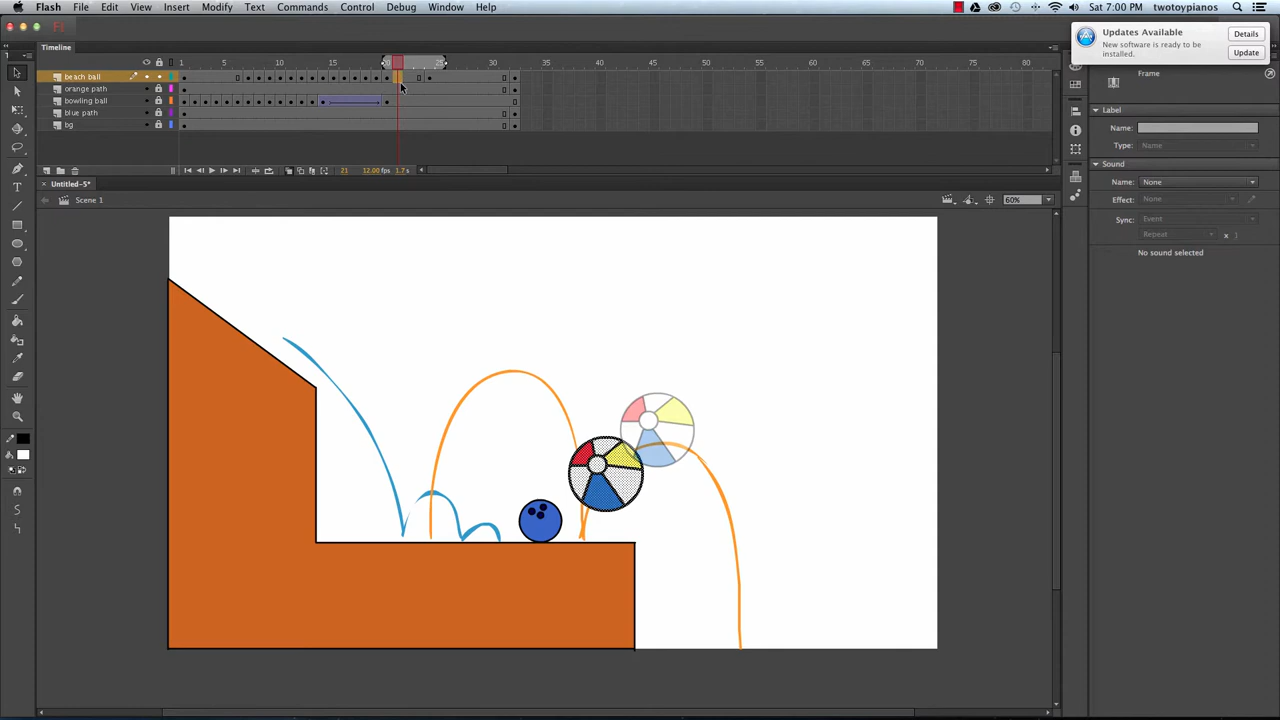 Flash File Edit View Insert Modify Text Commands Control Debug Window Help Sat 7:00 PM twotoypianos
Fl
Updates Available
New software is ready to be installed.
Details
Update
Timeline
1 5 10 15 20 25 30 35 40 45 50 55 60 65 70 75 80
beach ball
orange path
bowling ball
blue path
bg
21 12.00 fps 1.7 s
Untitled-5*
Scene 1
60%
Frame
Label
Name:
Type: Name
Sound
Name: None
Effect: None
Sync: Event
Repeat x )
No sound selected